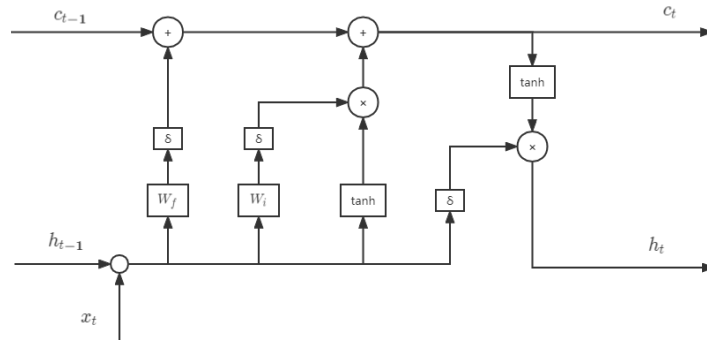 c_{t-1} c_t
+ +
tanh
×
δ δ ×
W_f W_i tanh δ
h_{t-1} h_t
x_t